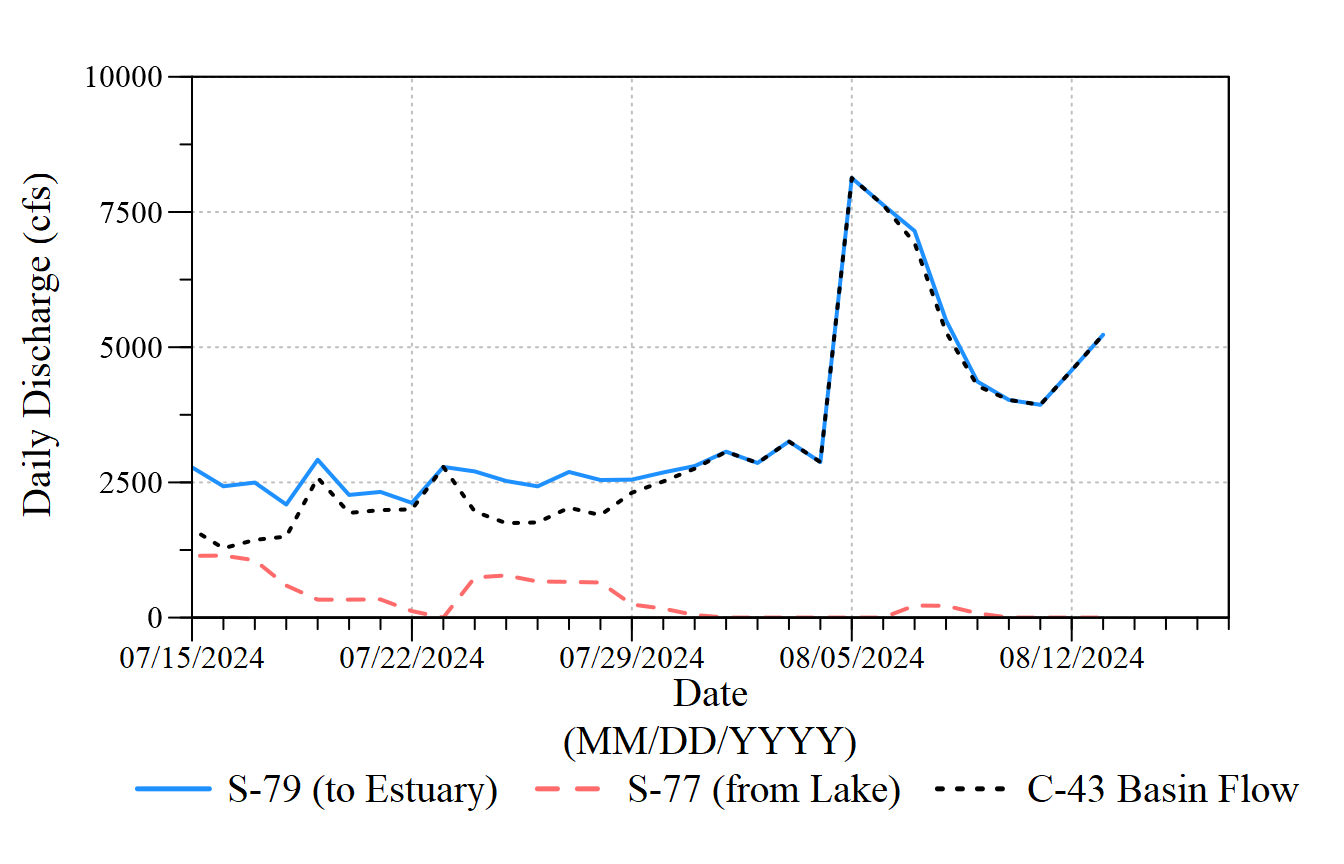 10000
7500
5000
2500
0
Daily Discharge (cfs)
07/15/2024 07/22/2024 07/29/2024 08/05/2024 08/12/2024
Date
(MM/DD/YYYY)
S-79 (to Estuary) S-77 (from Lake) C-43 Basin Flow